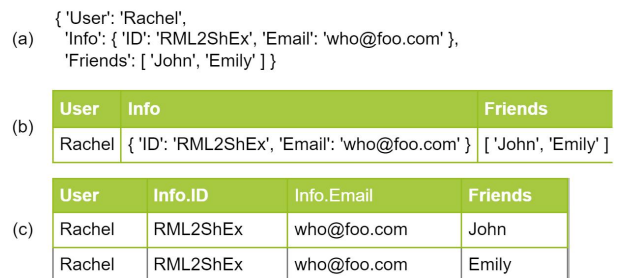 (a) { 'User': 'Rachel',
'Info': { 'ID': 'RML2ShEx', 'Email': 'who@foo.com' },
'Friends': [ 'John', 'Emily' ] }
(b)
User Info Friends
Rachel { 'ID': 'RML2ShEx', 'Email': 'who@foo.com' } [ 'John', 'Emily' ]
(c)
User Info.ID Info.Email Friends
Rachel RML2ShEx who@foo.com John
Rachel RML2ShEx who@foo.com Emily